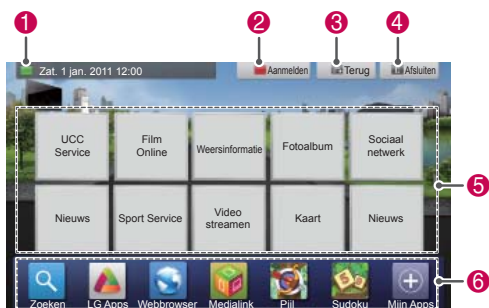 1 2 3 4
Zat. 1 jan. 2011 12:00 Aanmelden Terug Afsluiten
UCC Film Weersinformatie Fotoalbum Sociaal
Service Online netwerk
5
Nieuws Sport Service Video Kaart Nieuws
streamen
6
Zoeken LG Apps Webbrowser Medialink Pijl Sudoku Mijn Apps